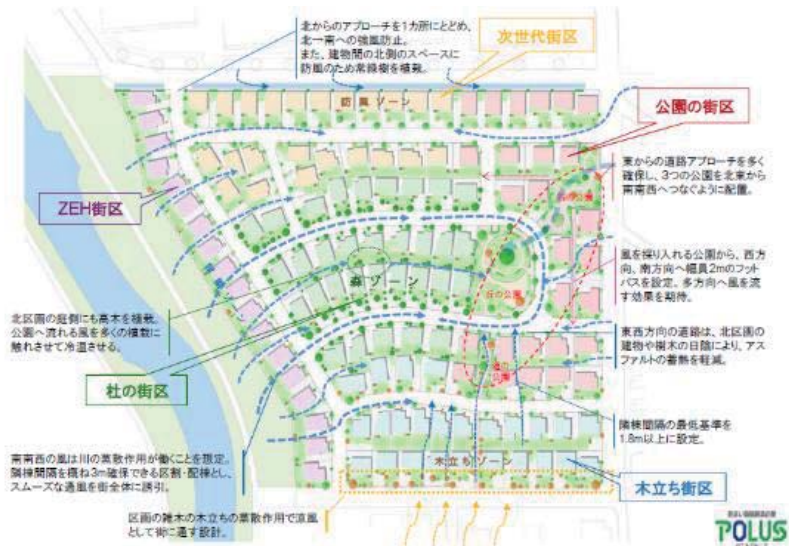 北からのアプローチを1カ所にとどめ、
北－南への強風防止。
また、建物間の北側のスペースに
防風のため常緑樹を植栽。
次世代街区
防風ゾーン
公園の街区
東からの道路アプローチを多く
確保し、3つの公園を北東から
南南西へつなぐように配置。
ZEH街区
風を採り入れる公園から、西方
向、南方向へ幅員2mのフット
パスを設定。多方向へ風を流
す効果を期待。
森ゾーン
丘の公園
北区画の庭側にも高木を植栽。
公園へ流れる風を多くの植栽に
触れさせて冷温させる。
東西方向の道路は、北区画の
建物や樹木の日陰により、アス
ファルトの蓄熱を軽減。
杜の街区
公園
隣棟間隔の最低基準を
1.8m以上に設定。
南南西の風は川の蒸散作用が働くことを想定。
隣棟間隔を概ね3m確保できる区割・配棟とし、
スムーズな通風を街全体に誘引。
木立ちゾーン
木立ち街区
区画の雑木の木立ちの蒸散作用で涼風
として街に通す設計。
POLUS